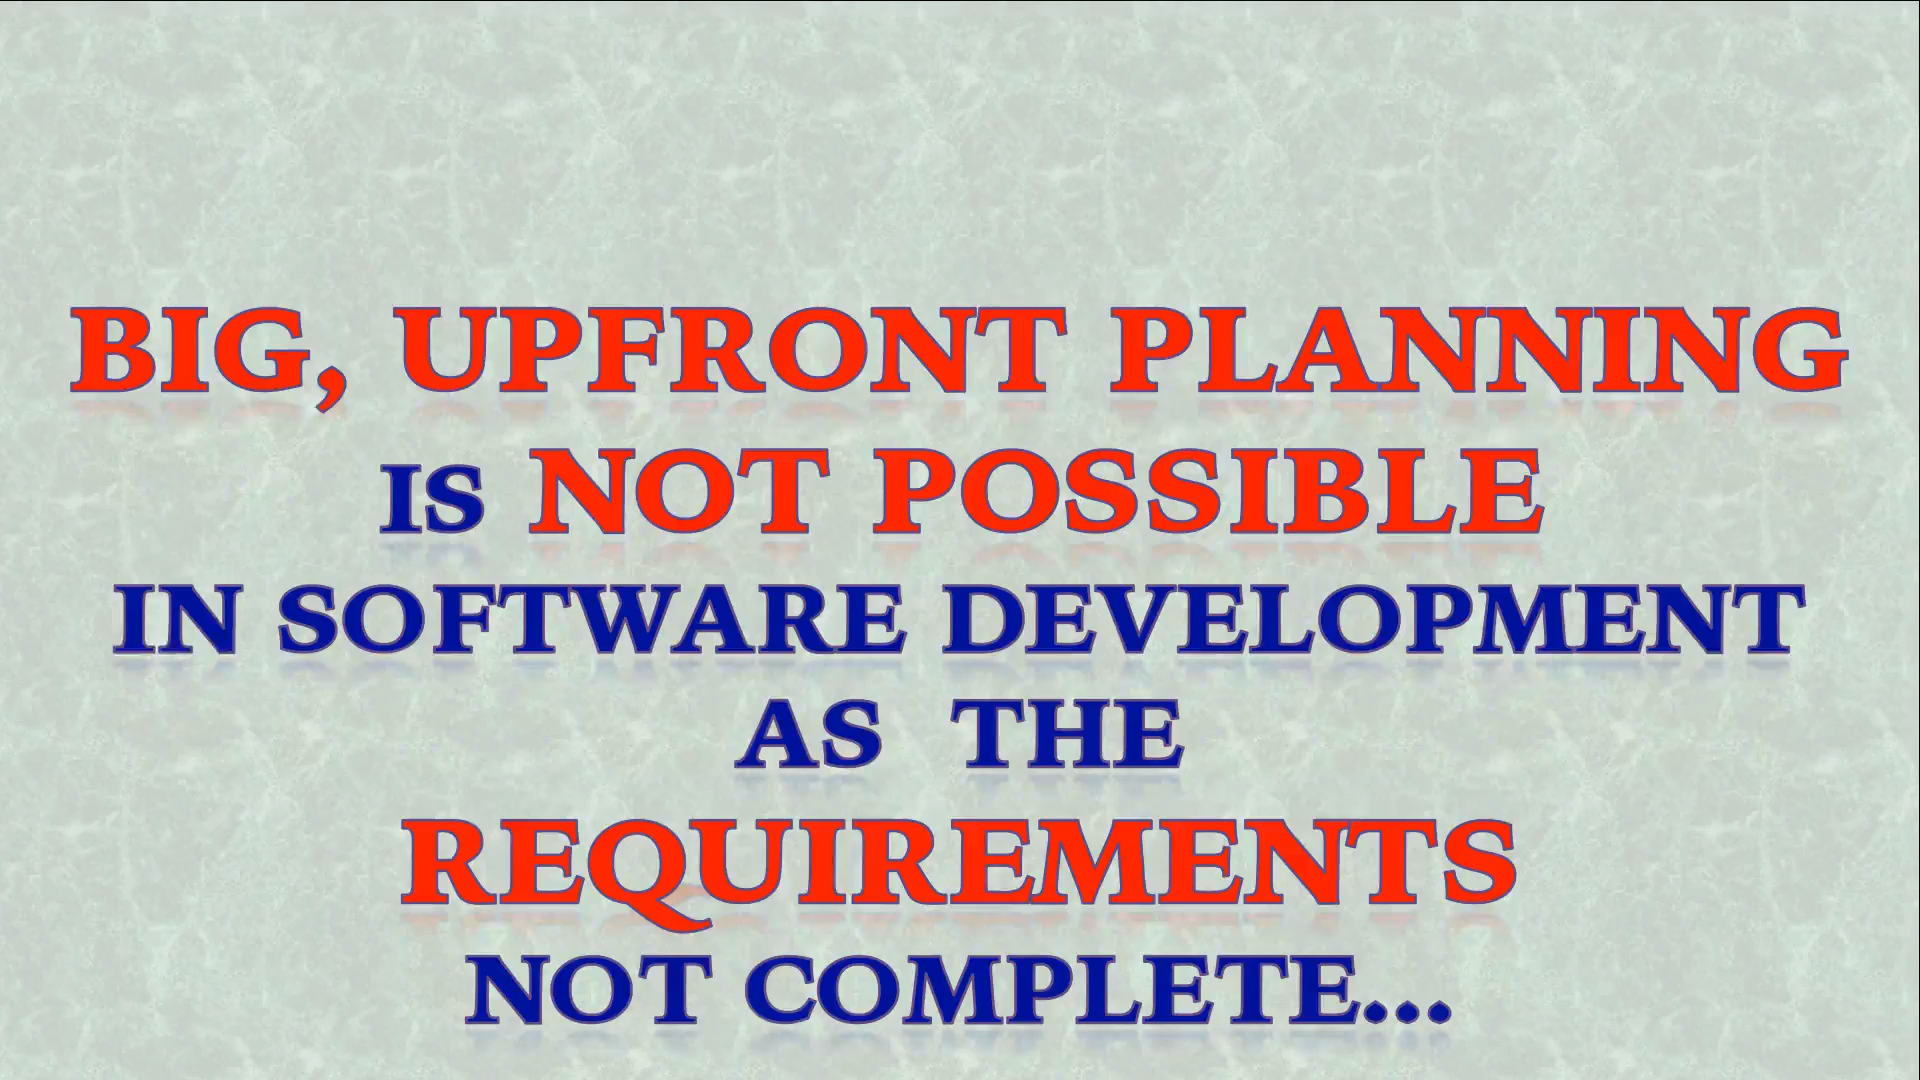 BIG, UPFRONT PLANNING
IS NOT POSSIBLE
IN SOFTWARE DEVELOPMENT
AS THE
REQUIREMENTS
NOT COMPLETE...